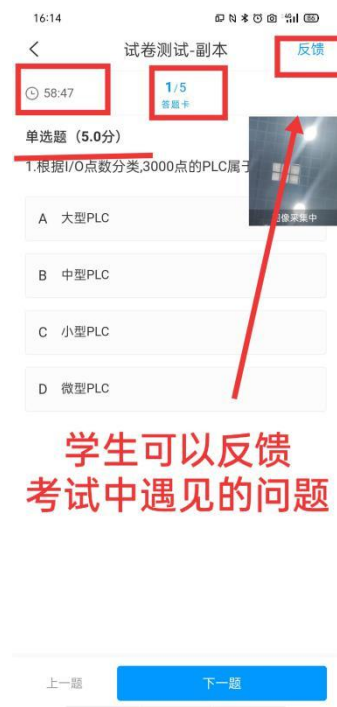 16:14
试卷测试-副本
反馈
58:47
1/5
答题卡
单选题（5.0分）
1.根据I/O点数分类,3000点的PLC属于
图像采集中
A 大型PLC
B 中型PLC
C 小型PLC
D 微型PLC
学生可以反馈
考试中遇见的问题
上一题
下一题